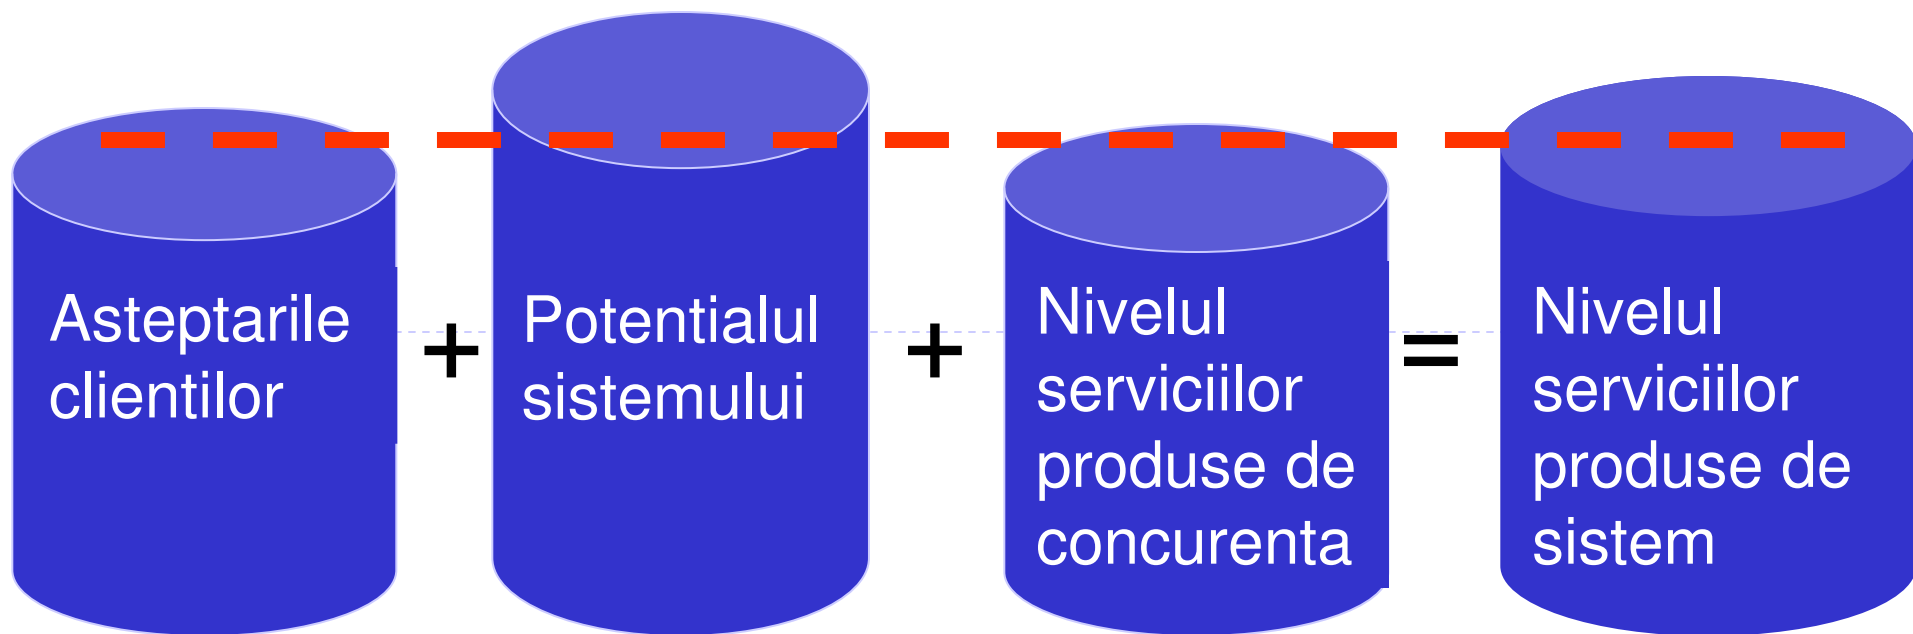 Asteptarile
clientilor
+
Potentialul
sistemului
+
Nivelul
serviciilor
produse de
concurenta
=
Nivelul
serviciilor
produse de
sistem